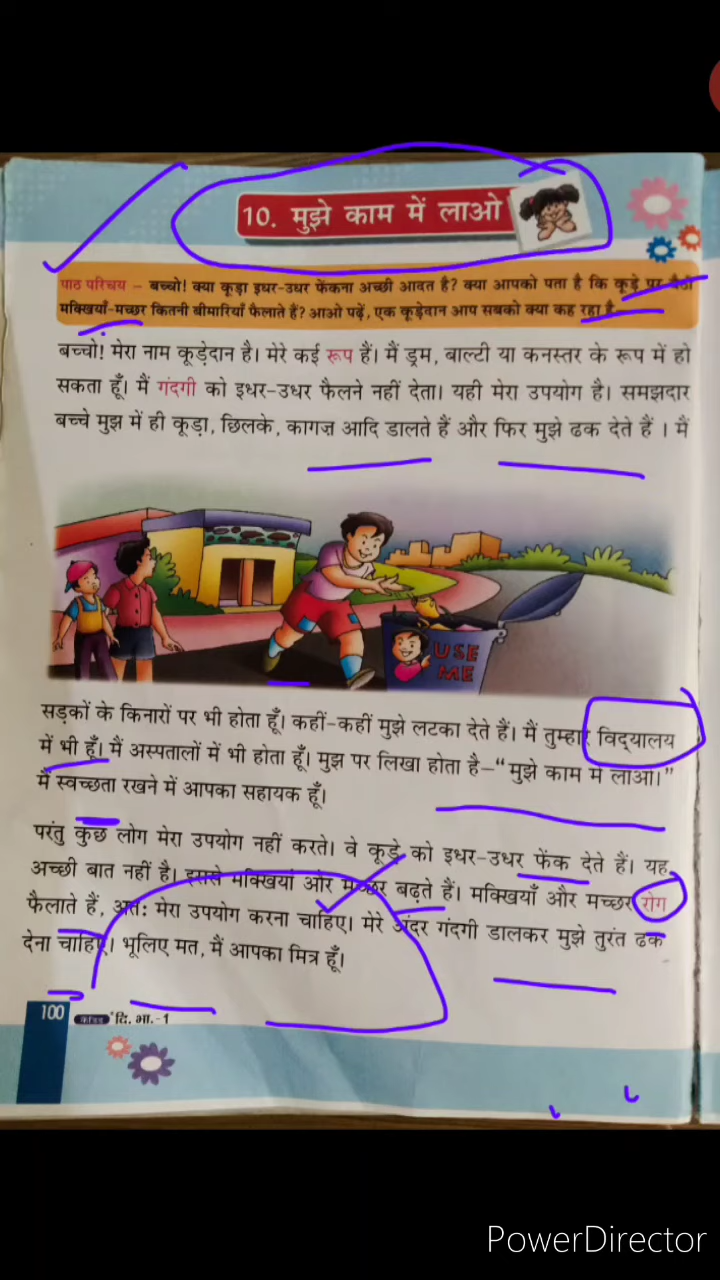 10. मुझे काम में लाओ
पाठ परिचय – बच्चो! क्या कूड़ा इधर-उधर फेंकना अच्छी आदत है? क्या आपको पता है कि कूड़े पर बैठी
मक्खियाँ-मच्छर कितनी बीमारियाँ फैलाते हैं? आओ पढ़ें, एक कूड़ेदान आप सबको क्या कह रहा है–
बच्चो! मेरा नाम कूड़ेदान है। मेरे कई रूप हैं। मैं ड्रम, बाल्टी या कनस्तर के रूप में हो
सकता हूँ। मैं गंदगी को इधर-उधर फैलने नहीं देता। यही मेरा उपयोग है। समझदार
बच्चे मुझ में ही कूड़ा, छिलके, कागज़ आदि डालते हैं और फिर मुझे ढक देते हैं । मैं
USE
ME
सड़कों के किनारों पर भी होता हूँ। कहीं-कहीं मुझे लटका देते हैं। मैं तुम्हारे विद्यालय
में भी हूँ। मैं अस्पतालों में भी होता हूँ। मुझ पर लिखा होता है–“मुझे काम में लाओ।”
मैं स्वच्छता रखने में आपका सहायक हूँ।
परंतु कुछ लोग मेरा उपयोग नहीं करते। वे कूड़े को इधर-उधर फेंक देते हैं। यह
अच्छी बात नहीं है। इससे मक्खियाँ और मच्छर बढ़ते हैं। मक्खियाँ और मच्छर रोग
फैलाते हैं, अतः मेरा उपयोग करना चाहिए। मेरे अंदर गंदगी डालकर मुझे तुरंत ढक
देना चाहिए। भूलिए मत, मैं आपका मित्र हूँ।
100
दि. भा.-1
PowerDirector